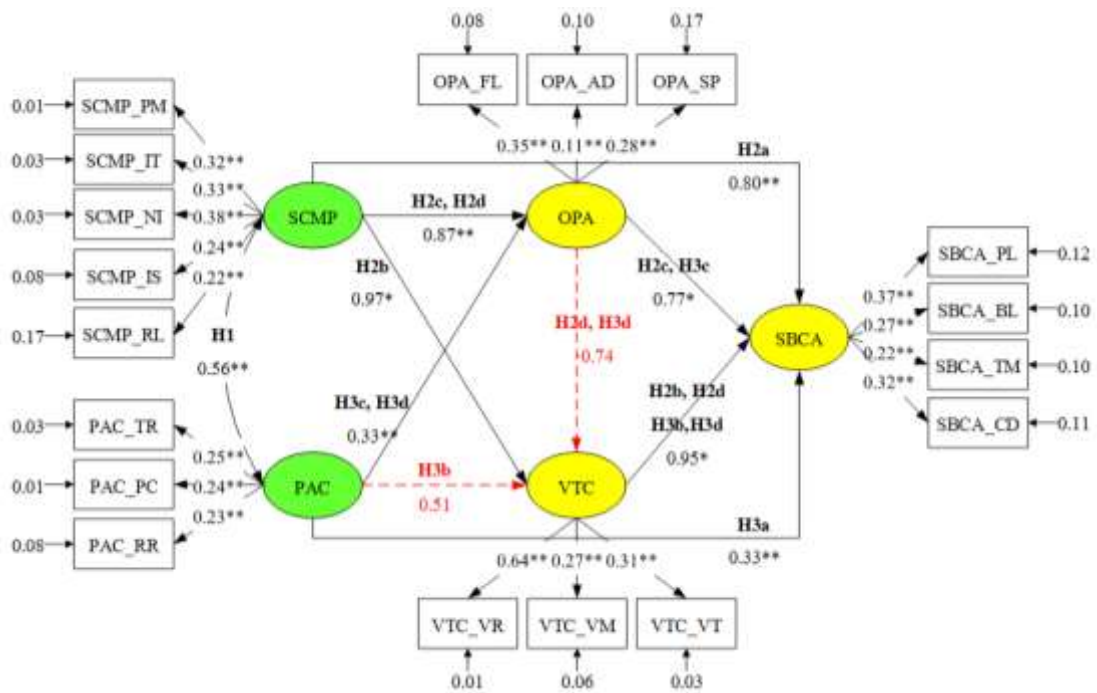 0.08
0.10
0.17
OPA_FL
OPA_AD
OPA_SP
0.01
SCMP_PM
0.35**
0.11**
0.28**
0.03
SCMP_IT
0.32**
H2a
0.33**
0.80**
0.03
SCMP_NI
0.38**
SCMP
H2c, H2d
OPA
0.87**
0.24**
0.08
SCMP_IS
0.22**
H2b
0.97*
H2c, H3c
0.77*
SBCA_PL
0.12
0.37**
0.17
SCMP_RL
H1
0.56**
H2d, H3d
0.74
SBCA
0.27**
SBCA_BL
0.10
0.22**
SBCA_TM
0.10
0.32**
H2b, H2d
H3b,H3d
0.95*
SBCA_CD
0.11
H3c, H3d
0.33**
0.03
PAC_TR
0.25**
0.01
PAC_PC
0.24**
PAC
H3b
0.51
VTC
0.23**
0.08
PAC_RR
H3a
0.33**
0.64**
0.27**
0.31**
VTC_VR
VTC_VM
VTC_VT
0.01
0.06
0.03